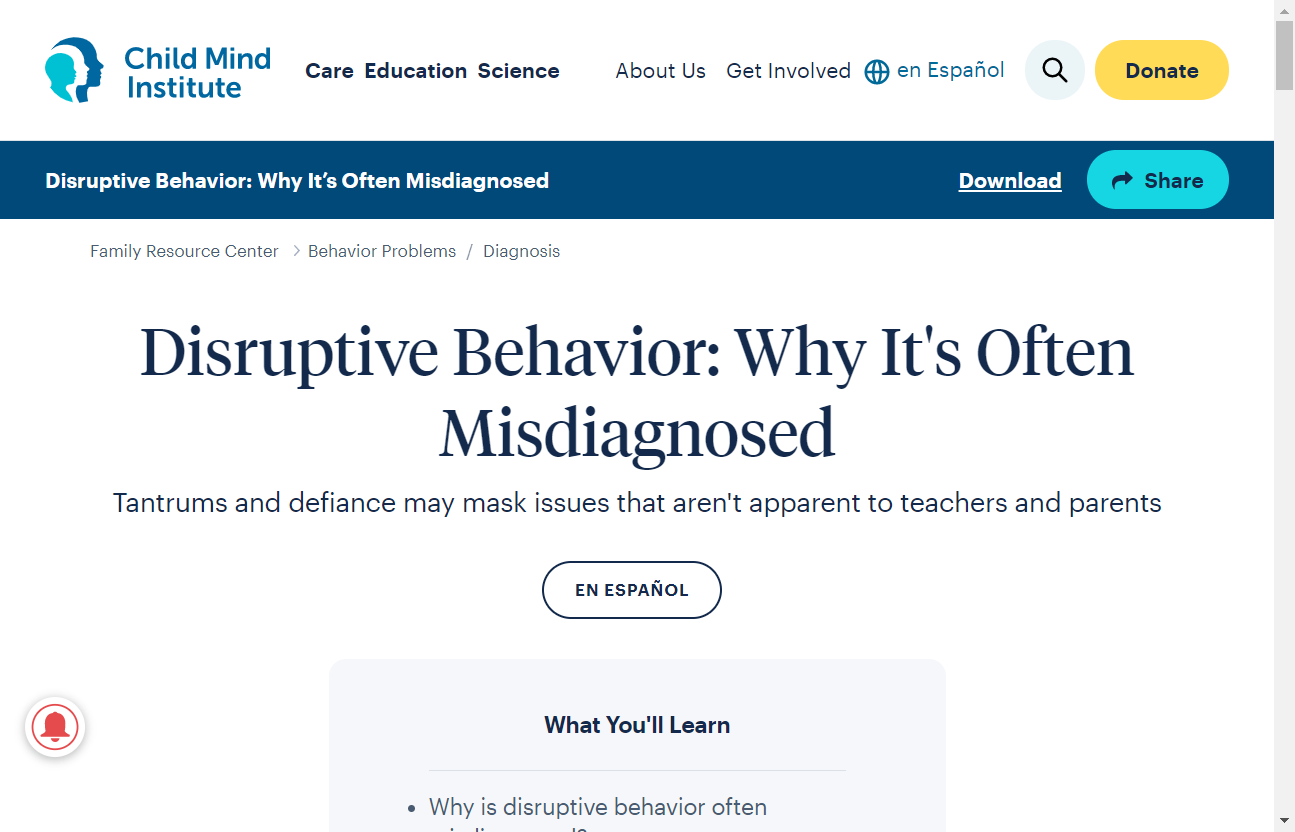 Child Mind
Institute
Care Education Science
About Us Get Involved en Español
Donate
Disruptive Behavior: Why It’s Often Misdiagnosed
Download
Share
Family Resource Center > Behavior Problems / Diagnosis
Disruptive Behavior: Why It's Often
Misdiagnosed
Tantrums and defiance may mask issues that aren't apparent to teachers and parents
EN ESPAÑOL
What You'll Learn
• Why is disruptive behavior often